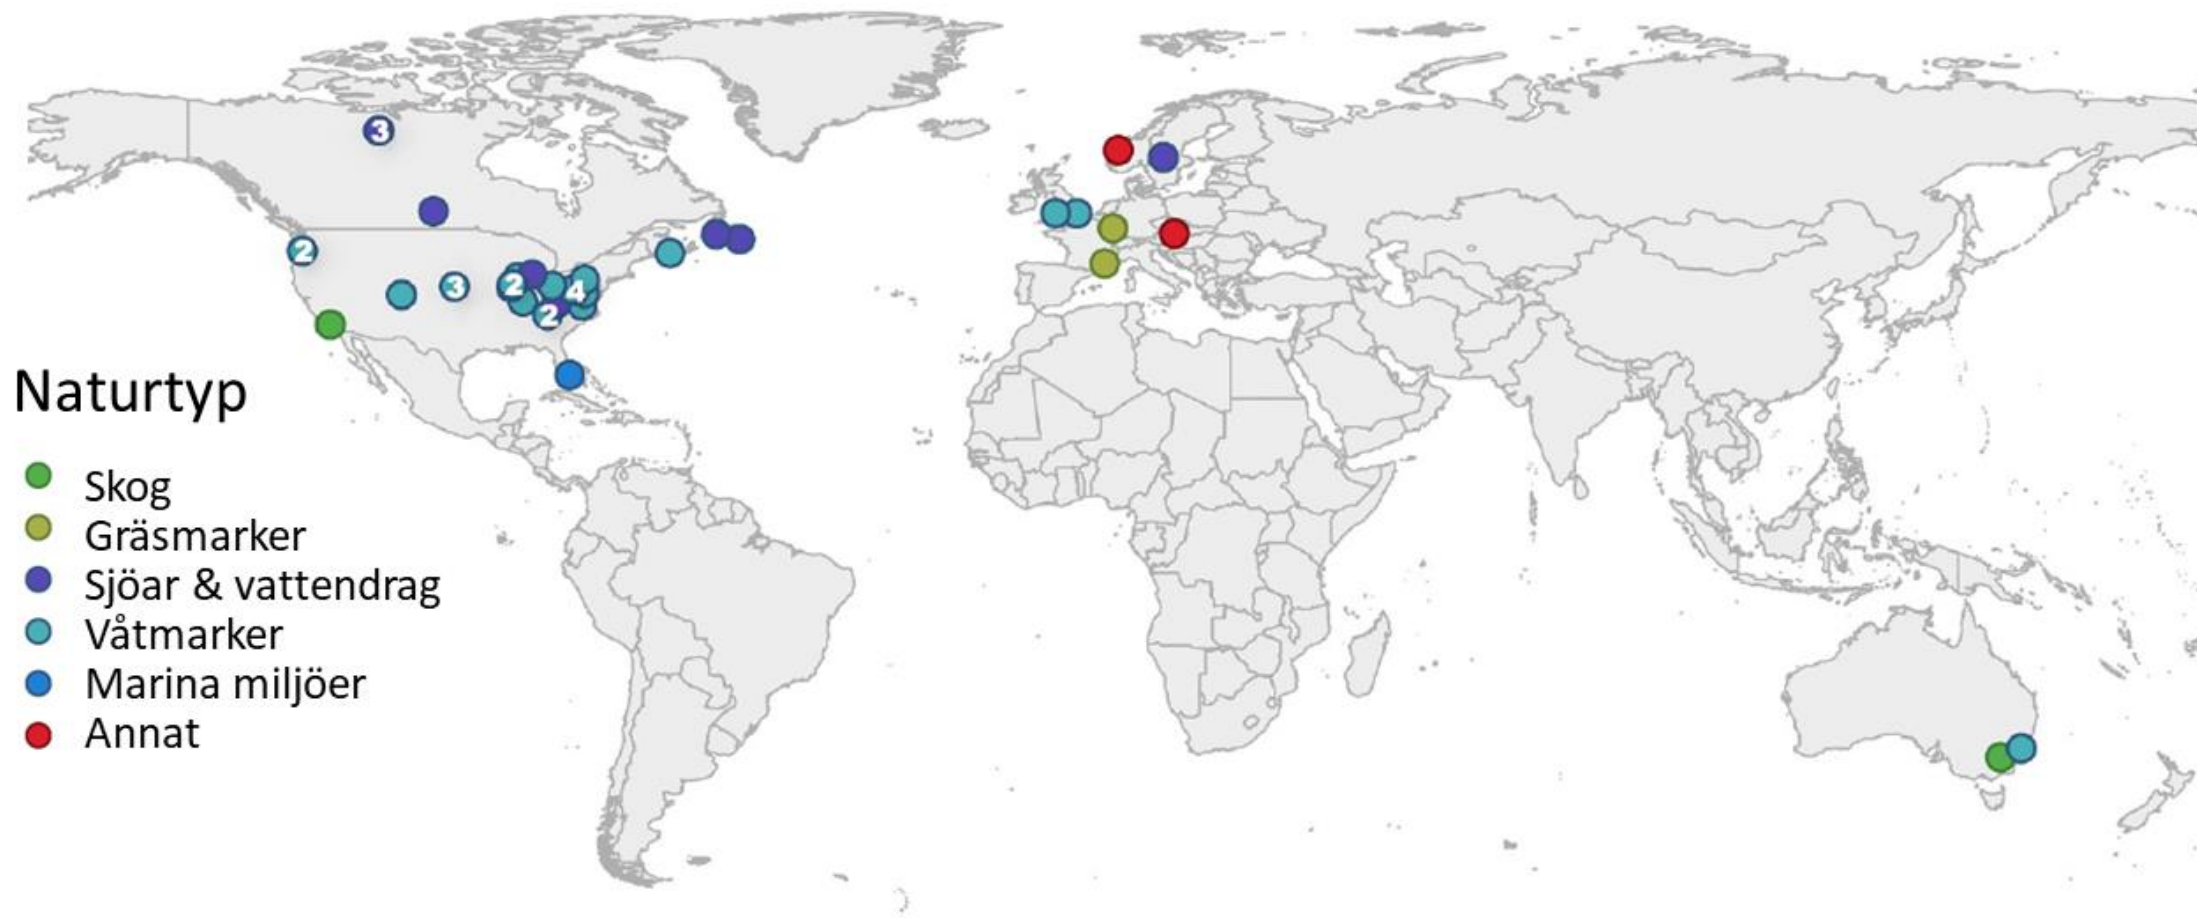 3
2
3
2
4
2
Naturtyp
Skog
Gräsmarker
Sjöar & vattendrag
Våtmarker
Marina miljöer
Annat